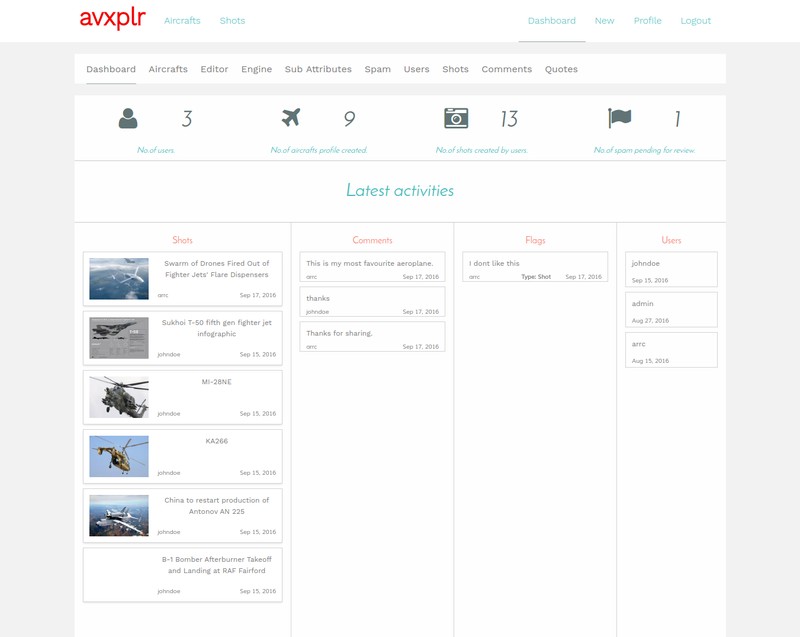 avxplr Aircrafts Shots Dashboard New Profile Logout
Dashboard Aircrafts Editor Engine Sub Attributes Spam Users Shots Comments Quotes
3 9 13 1
No.of users. No.of aircrafts profile created. No.of shots created by users. No.of spam pending for review.
Latest activities
Shots
Swarm of Drones Fired Out of
Fighter Jets' Flare Dispensers
arrc Sep 17, 2016
Sukhoi T-50 fifth gen fighter jet
infographic
johndoe Sep 15, 2016
MI-28NE
johndoe Sep 15, 2016
KA266
johndoe Sep 15, 2016
China to restart production of
Antonov AN 225
johndoe Sep 15, 2016
B-1 Bomber Afterburner Takeoff
and Landing at RAF Fairford
johndoe Sep 15, 2016
Comments
This is my most favourite aeroplane.
arrc Sep 17, 2016
thanks
johndoe Sep 17, 2016
Thanks for sharing.
arrc Sep 17, 2016
Flags
I dont like this
arrc Type: Shot Sep 17, 2016
Users
johndoe
Sep 15, 2016
admin
Aug 27, 2016
arrc
Aug 15, 2016